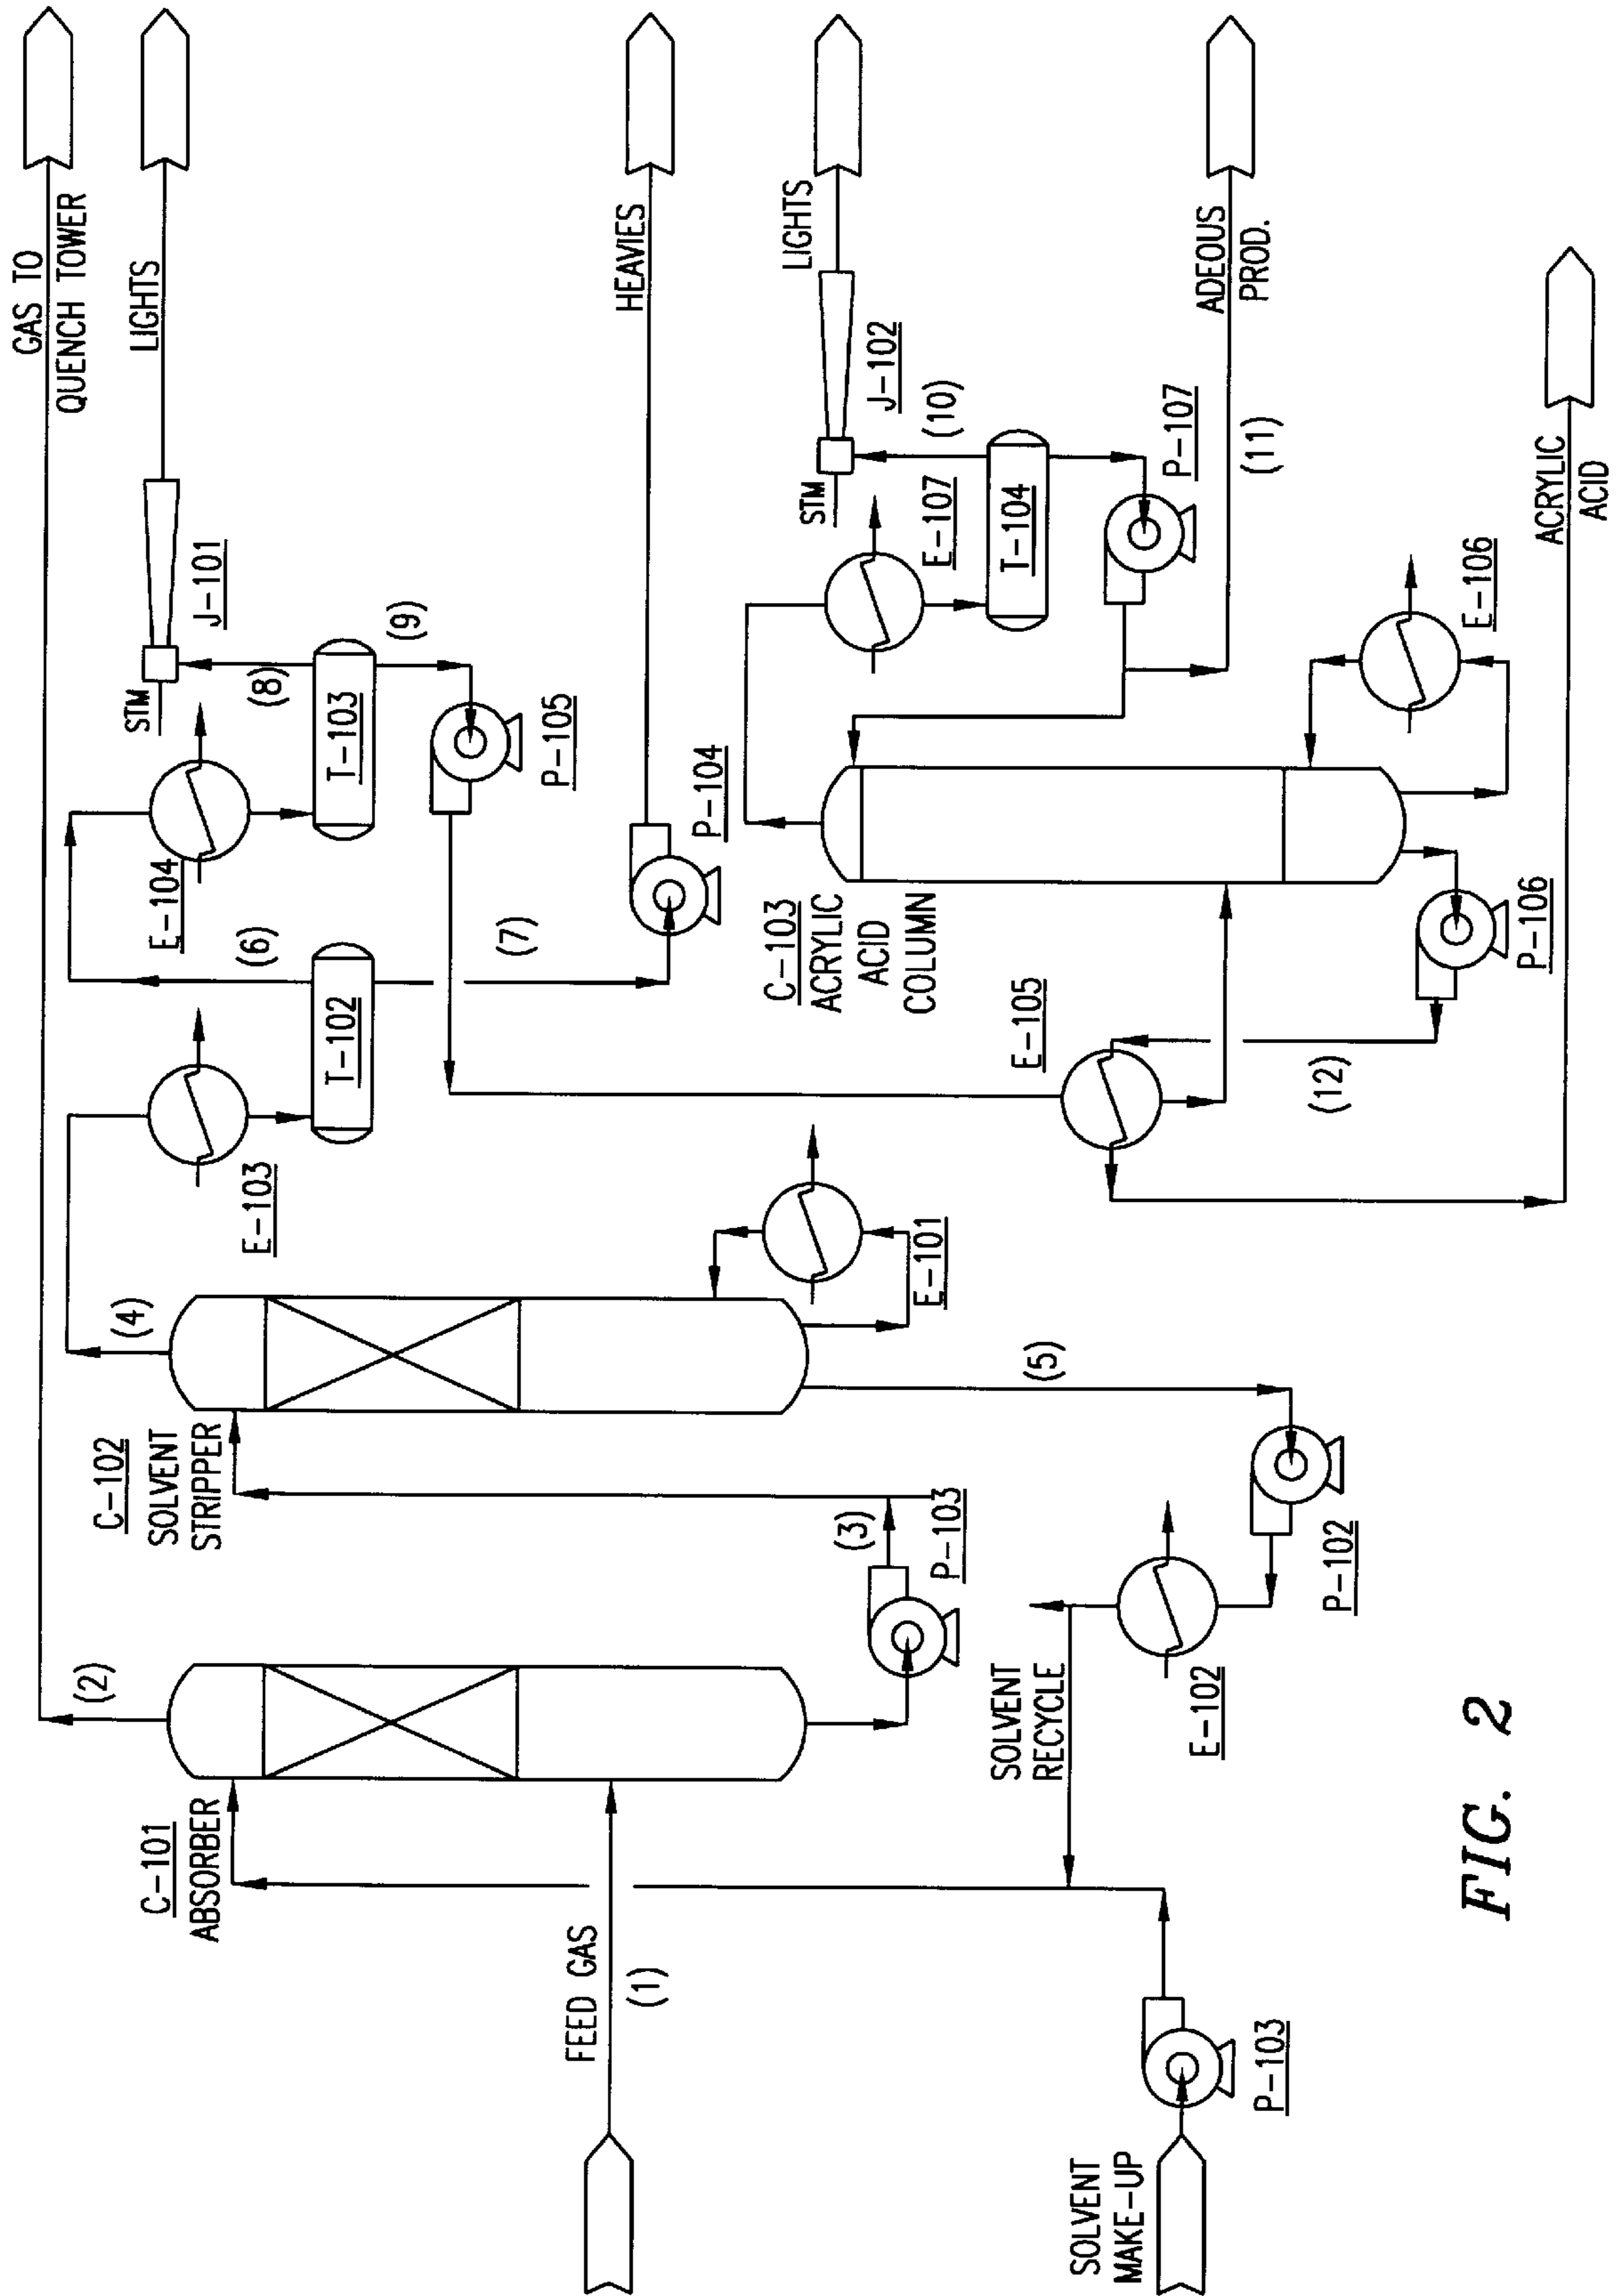 GAS TO
QUENCH TOWER
LIGHTS
HEAVIES
LIGHTS
ADEOUS
PROD.
ACRYLIC
ACID
STM
J-101
(8)
(9)
T-103
E-104
P-105
(6)
(7)
T-102
E-103
P-104
STM
J-102
(10)
E-107
T-104
P-107
(11)
E-106
C-103
ACRYLIC
ACID
COLUMN
P-106
E-105
(12)
(4)
C-102
SOLVENT
STRIPPER
E-101
(5)
(3)
P-103
P-102
E-102
SOLVENT
RECYCLE
(2)
C-101
ABSORBER
FEED GAS
(1)
SOLVENT
MAKE-UP
P-103
FIG. 2